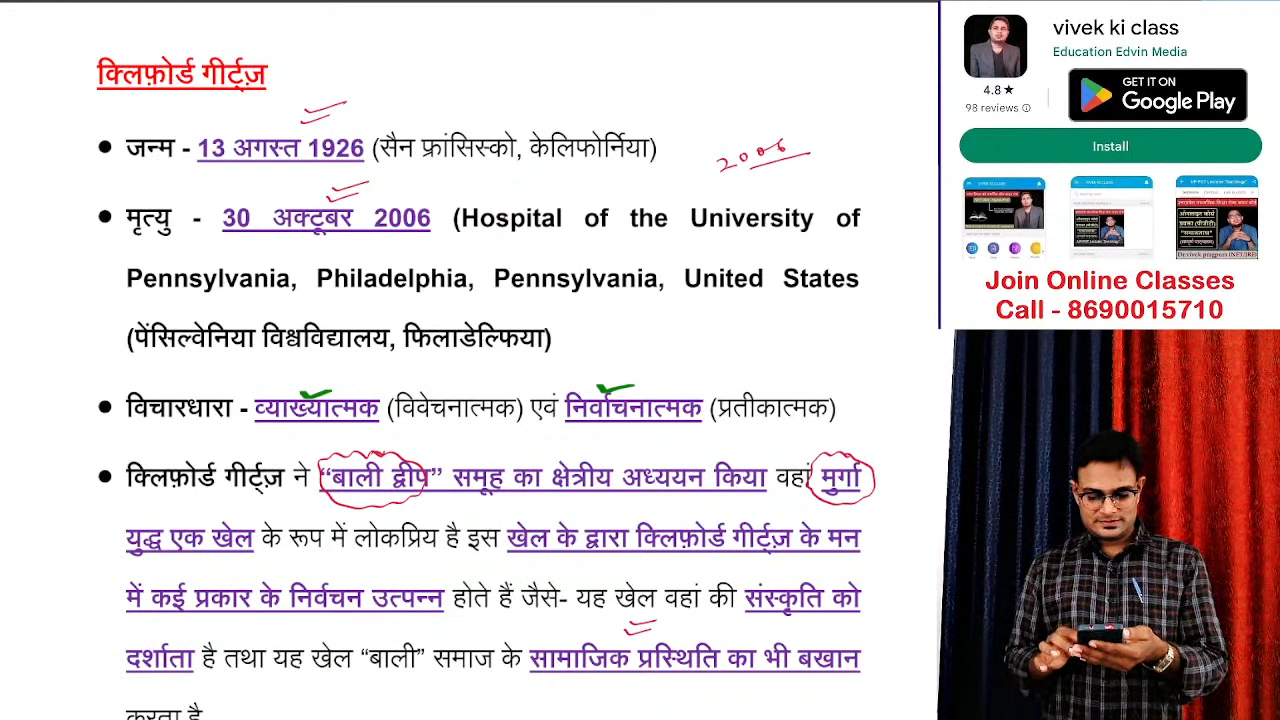 क्लिफ़ोर्ड गीर्ट्ज़
• जन्म - 13 अगस्त 1926 (सैन फ्रांसिस्को, केलिफोर्निया)
2006
• मृत्यु - 30 अक्टूबर 2006 (Hospital of the University of
Pennsylvania, Philadelphia, Pennsylvania, United States
(पेंसिल्वेनिया विश्वविद्यालय, फिलाडेल्फिया)
• विचारधारा - व्याख्यात्मक (विवेचनात्मक) एवं निर्वाचनात्मक (प्रतीकात्मक)
• क्लिफ़ोर्ड गीर्ट्ज़ ने “बाली द्वीप” समूह का क्षेत्रीय अध्ययन किया वहां मुर्गा
युद्ध एक खेल के रूप में लोकप्रिय है इस खेल के द्वारा क्लिफ़ोर्ड गीर्ट्ज़ के मन
में कई प्रकार के निर्वचन उत्पन्न होते हैं जैसे- यह खेल वहां की संस्कृति को
दर्शाता है तथा यह खेल “बाली” समाज के सामाजिक प्रस्थिति का भी बखान
करता है
vivek ki class
Education Edvin Media
4.8★
98 reviews
GET IT ON
Google Play
Install
Join Online Classes
Call - 8690015710